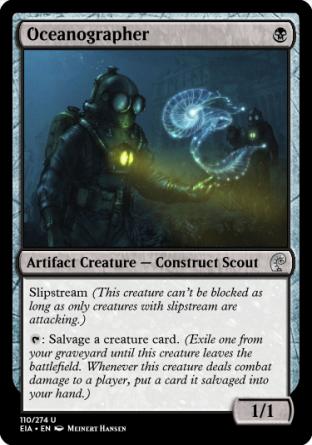 Oceanographer
Artifact Creature — Construct Scout
Slipstream (This creature can't be blocked as
long as only creatures with slipstream are
attacking.)
: Salvage a creature card. (Exile one from
your graveyard until this creature leaves the
battlefield. Whenever this creature deals combat
damage to a player, put a card it salvaged into
your hand.)
110/274 U
EIA • EN Meinert Hansen
1/1